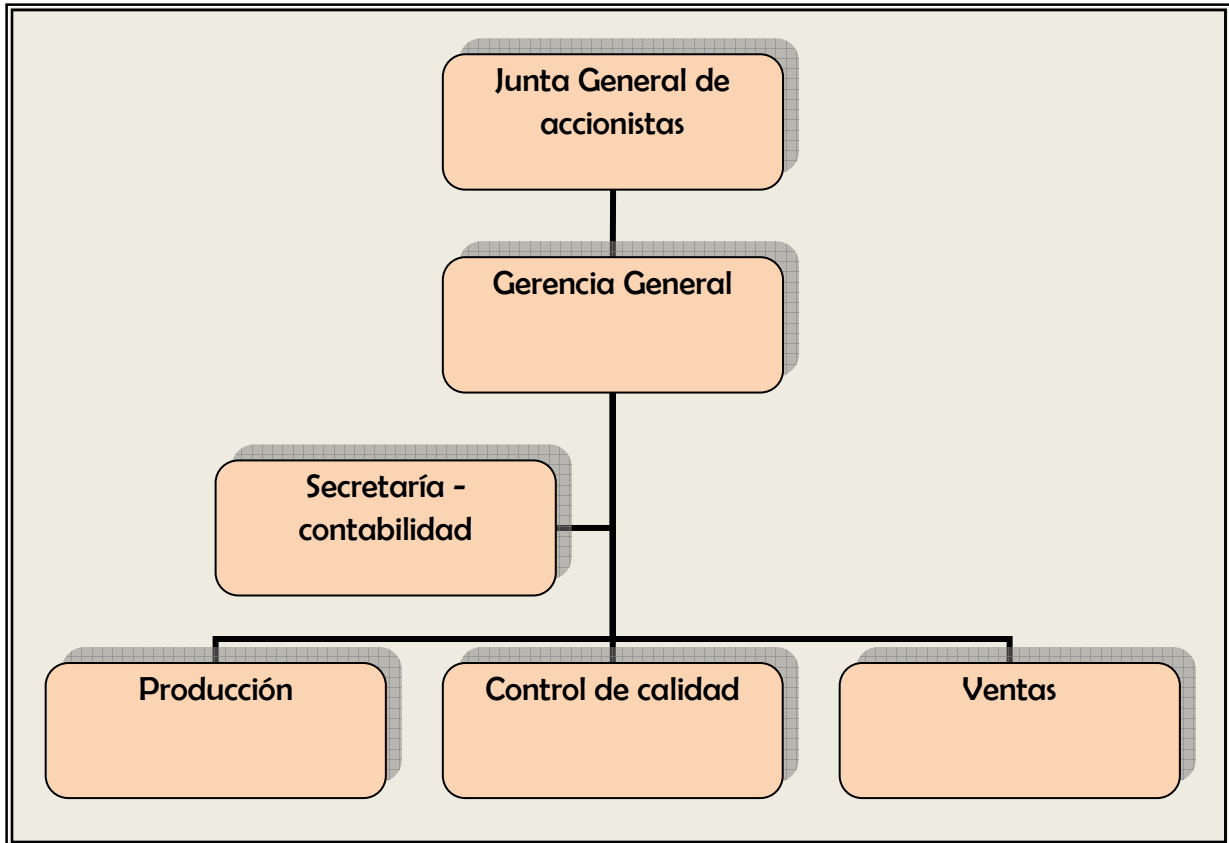 Junta General de
accionistas
Gerencia General
Secretaría -
contabilidad
Producción
Control de calidad
Ventas